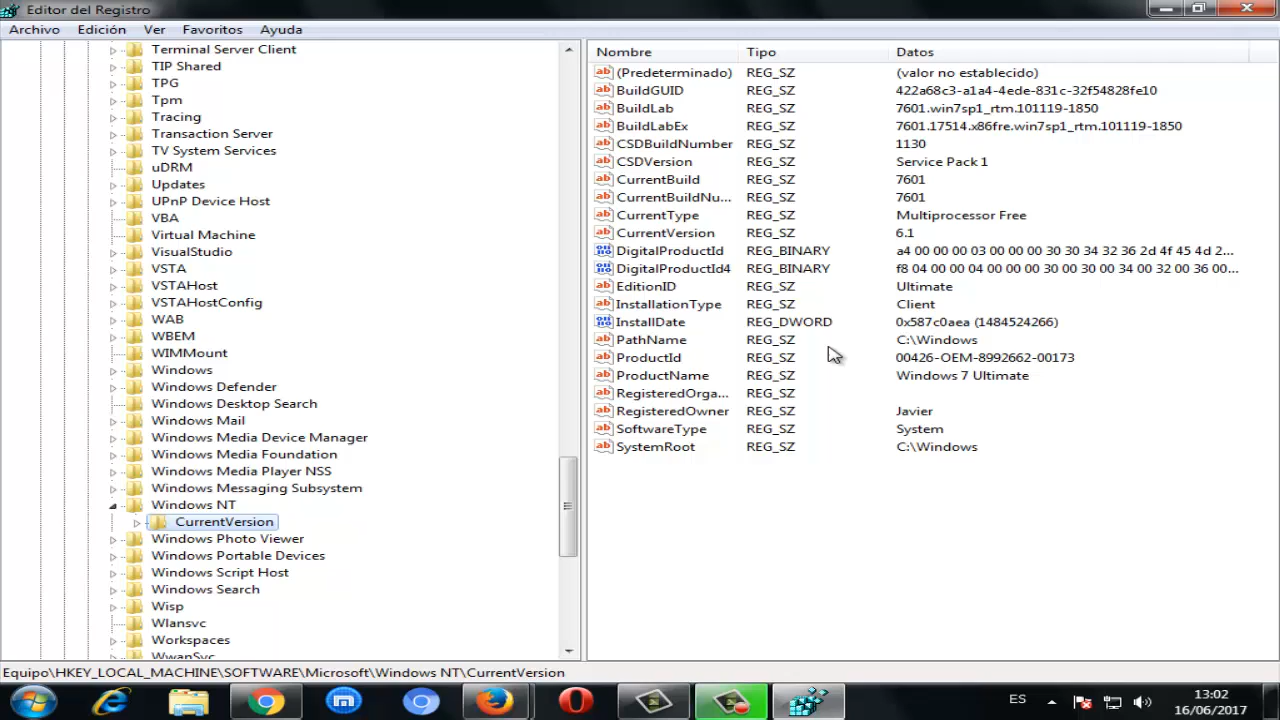 Editor del Registro
Archivo Edición Ver Favoritos Ayuda
Terminal Server Client
TIP Shared
TPG
Tpm
Tracing
Transaction Server
TV System Services
uDRM
Updates
UPnP Device Host
VBA
Virtual Machine
VisualStudio
VSTA
VSTAHost
VSTAHostConfig
WAB
WBEM
WIMMount
Windows
Windows Defender
Windows Desktop Search
Windows Mail
Windows Media Device Manager
Windows Media Foundation
Windows Media Player NSS
Windows Messaging Subsystem
Windows NT
CurrentVersion
Windows Photo Viewer
Windows Portable Devices
Windows Script Host
Windows Search
Wisp
Wlansvc
Workspaces
WwanSvc
Nombre Tipo Datos
(Predeterminado) REG_SZ (valor no establecido)
BuildGUID REG_SZ 422a68c3-a1a4-4ede-831c-32f54828fe10
BuildLab REG_SZ 7601.win7sp1_rtm.101119-1850
BuildLabEx REG_SZ 7601.17514.x86fre.win7sp1_rtm.101119-1850
CSDBuildNumber REG_SZ 1130
CSDVersion REG_SZ Service Pack 1
CurrentBuild REG_SZ 7601
CurrentBuildNu... REG_SZ 7601
CurrentType REG_SZ Multiprocessor Free
CurrentVersion REG_SZ 6.1
DigitalProductId REG_BINARY a4 00 00 00 03 00 00 00 30 30 34 32 36 2d 4f 45 4d 2...
DigitalProductId4 REG_BINARY f8 04 00 00 04 00 00 00 30 00 30 00 34 00 32 00 36 00...
EditionID REG_SZ Ultimate
InstallationType REG_SZ Client
InstallDate REG_DWORD 0x587c0aea (1484524266)
PathName REG_SZ C:\Windows
ProductId REG_SZ 00426-OEM-8992662-00173
ProductName REG_SZ Windows 7 Ultimate
RegisteredOrga... REG_SZ
RegisteredOwner REG_SZ Javier
SoftwareType REG_SZ System
SystemRoot REG_SZ C:\Windows
Equipo\HKEY_LOCAL_MACHINE\SOFTWARE\Microsoft\Windows NT\CurrentVersion
ES
13:02
16/06/2017